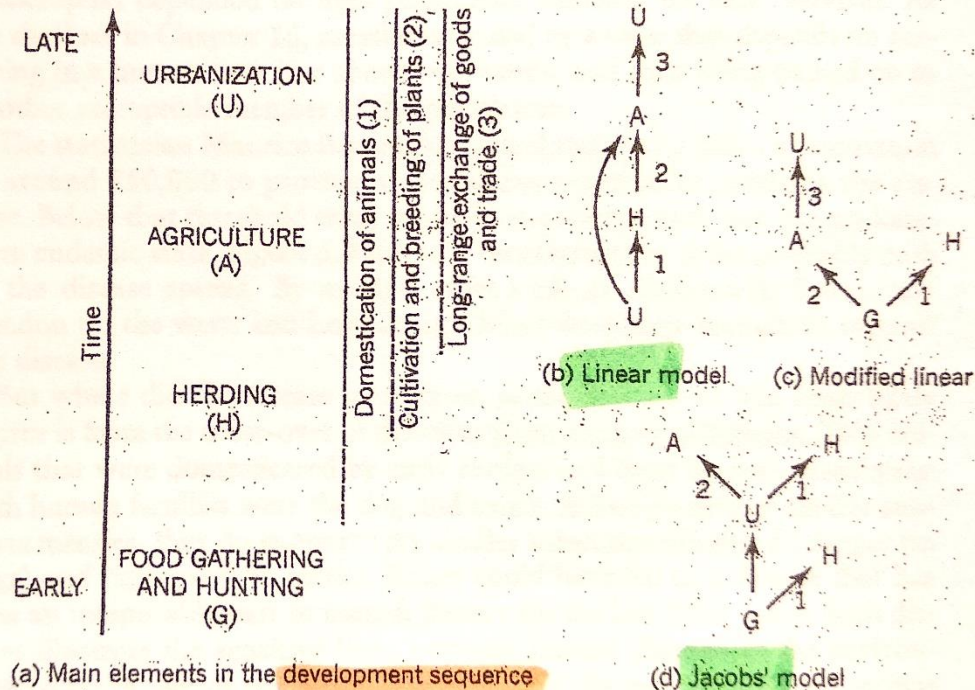 LATE
URBANIZATION
(U)
AGRICULTURE
(A)
Time
HERDING
(H)
EARLY
FOOD GATHERING
AND HUNTING
(G)
Domestication of animals (1)
Cultivation and breeding of plants (2)
Long-range exchange of goods
and trade (3)
(a) Main elements in the development sequence
U
3
A
2
H
1
U
(b) Linear model
U
3
A
H
2
1
G
(c) Modified linear
A
H
2
1
U
H
1
G
(d) Jacobs' model